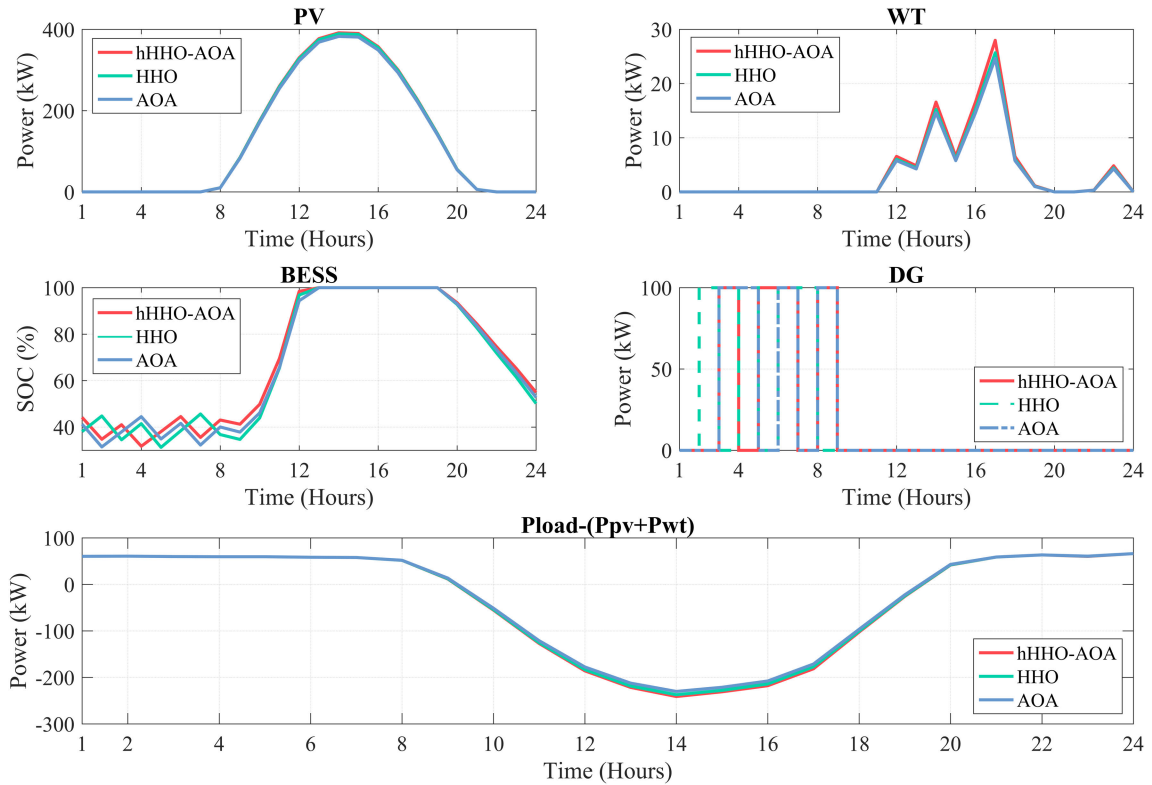 PV
Power (kW)
400
200
0
hHHO-AOA
HHO
AOA
1 4 8 12 16 20 24
Time (Hours)
WT
Power (kW)
30
20
10
0
hHHO-AOA
HHO
AOA
1 4 8 12 16 20 24
Time (Hours)
BESS
SOC (%)
100
80
60
40
hHHO-AOA
HHO
AOA
1 4 8 12 16 20 24
Time (Hours)
DG
Power (kW)
100
50
0
hHHO-AOA
HHO
AOA
1 4 8 12 16 20 24
Time (Hours)
Pload-(Ppv+Pwt)
Power (kW)
100
0
-100
-200
-300
hHHO-AOA
HHO
AOA
1 2 4 6 8 10 12 14 16 18 20 22 24
Time (Hours)